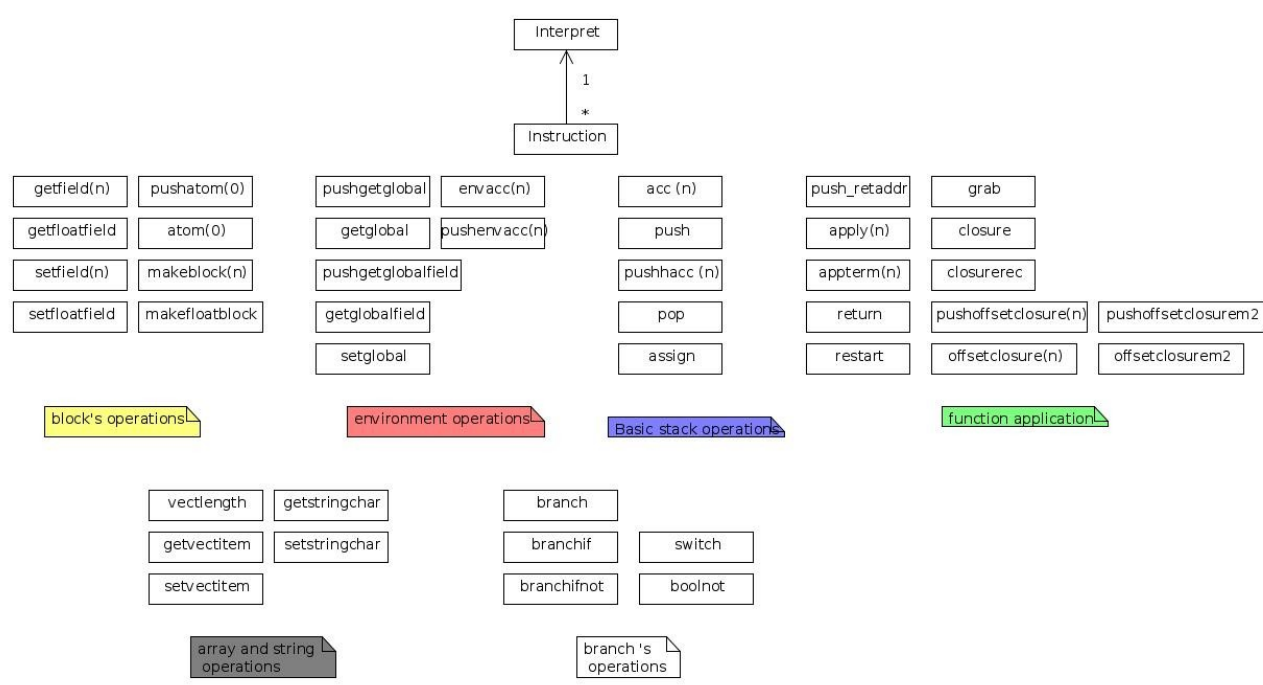 Interpret
1
*
Instruction
getfield(n) pushatom(0) pushgetglobal envacc(n) acc (n) push_retaddr grab
getfloatfield atom(0) getglobal pushenvacc(n) push apply(n) closure
setfield(n) makeblock(n) pushgetglobalfield pushhacc (n) appterm(n) closurerec
setfloatfield makefloatblock getglobalfield pop return pushoffsetclosure(n) pushoffsetclosurem2
setglobal assign restart offsetclosure(n) offsetclosurem2
block's operations environment operations Basic stack operations function application
vectlength getstringchar branch
getvectitem setstringchar branchif switch
setvectitem branchifnot boolnot
array and string branch 's
operations operations